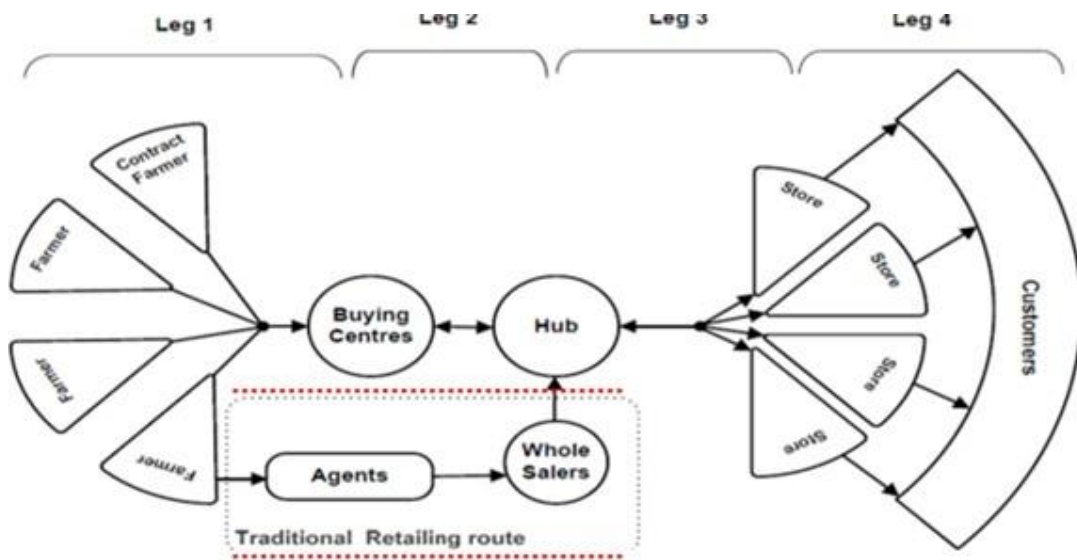 Leg 1
Leg 2
Leg 3
Leg 4
Contract
Farmer
Farmer
Farmer
Farmer
Buying
Centres
Hub
Agents
Whole
Salers
Traditional Retailing route
Store
Store
Store
Store
Customers